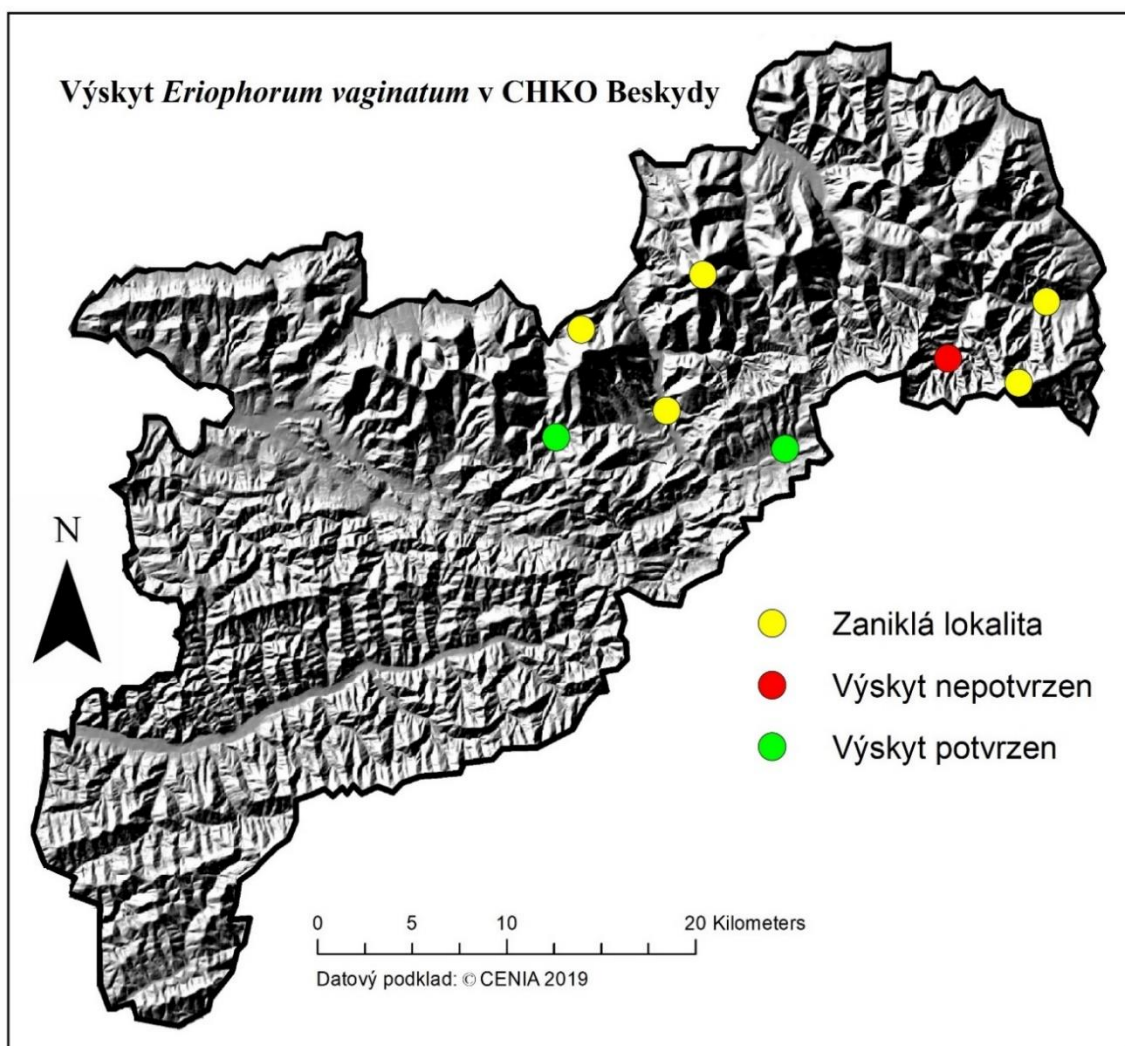 Výskyt Eriophorum vaginatum v CHKO Beskydy
N
Zaniklá lokalita
Výskyt nepotvrzen
Výskyt potvrzen
0 5 10 20 Kilometers
Datový podklad: © CENIA 2019